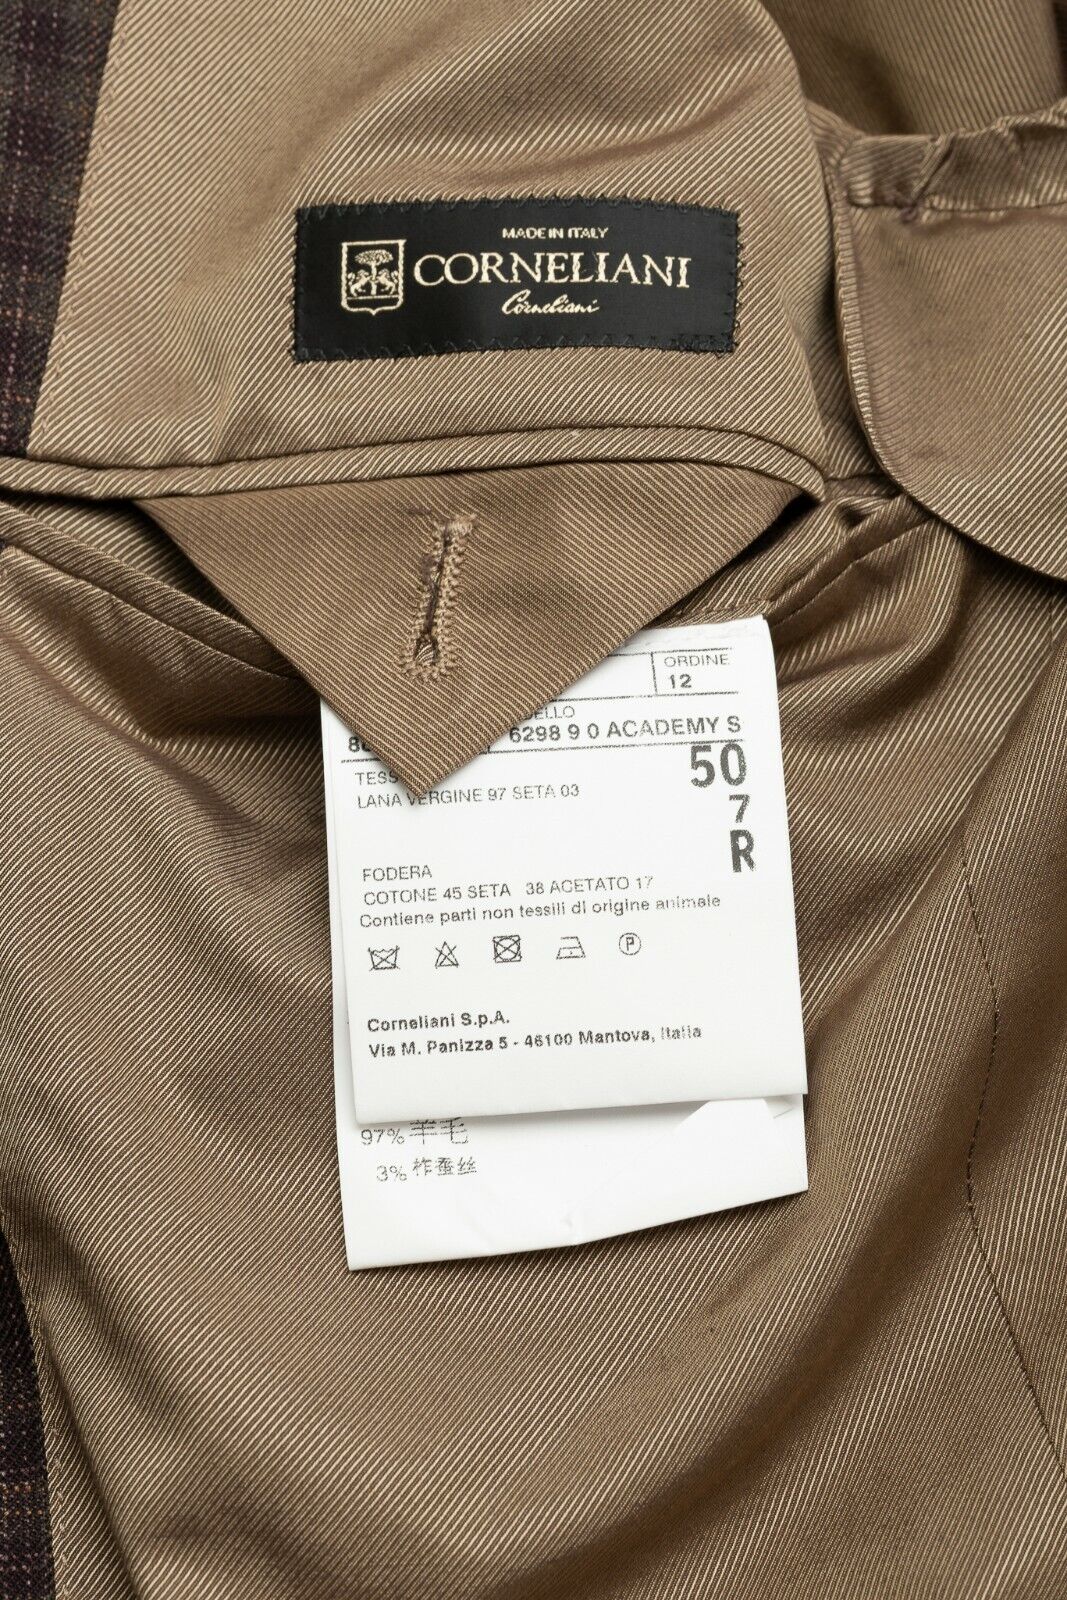 MADE IN ITALY
CORNELIANI
Corneliani
ORDINE
12
6298 9 0 ACADEMY S
50
7
R
LANA VERGINE 97 SETA 03
FODERA
COTONE 45 SETA 38 ACETATO 17
Contiene parti non tessili di origine animale
P
Corneliani S.p.A.
Via M. Panizza 5 - 46100 Mantova, Italia
97% 羊毛
3% 柞蚕丝